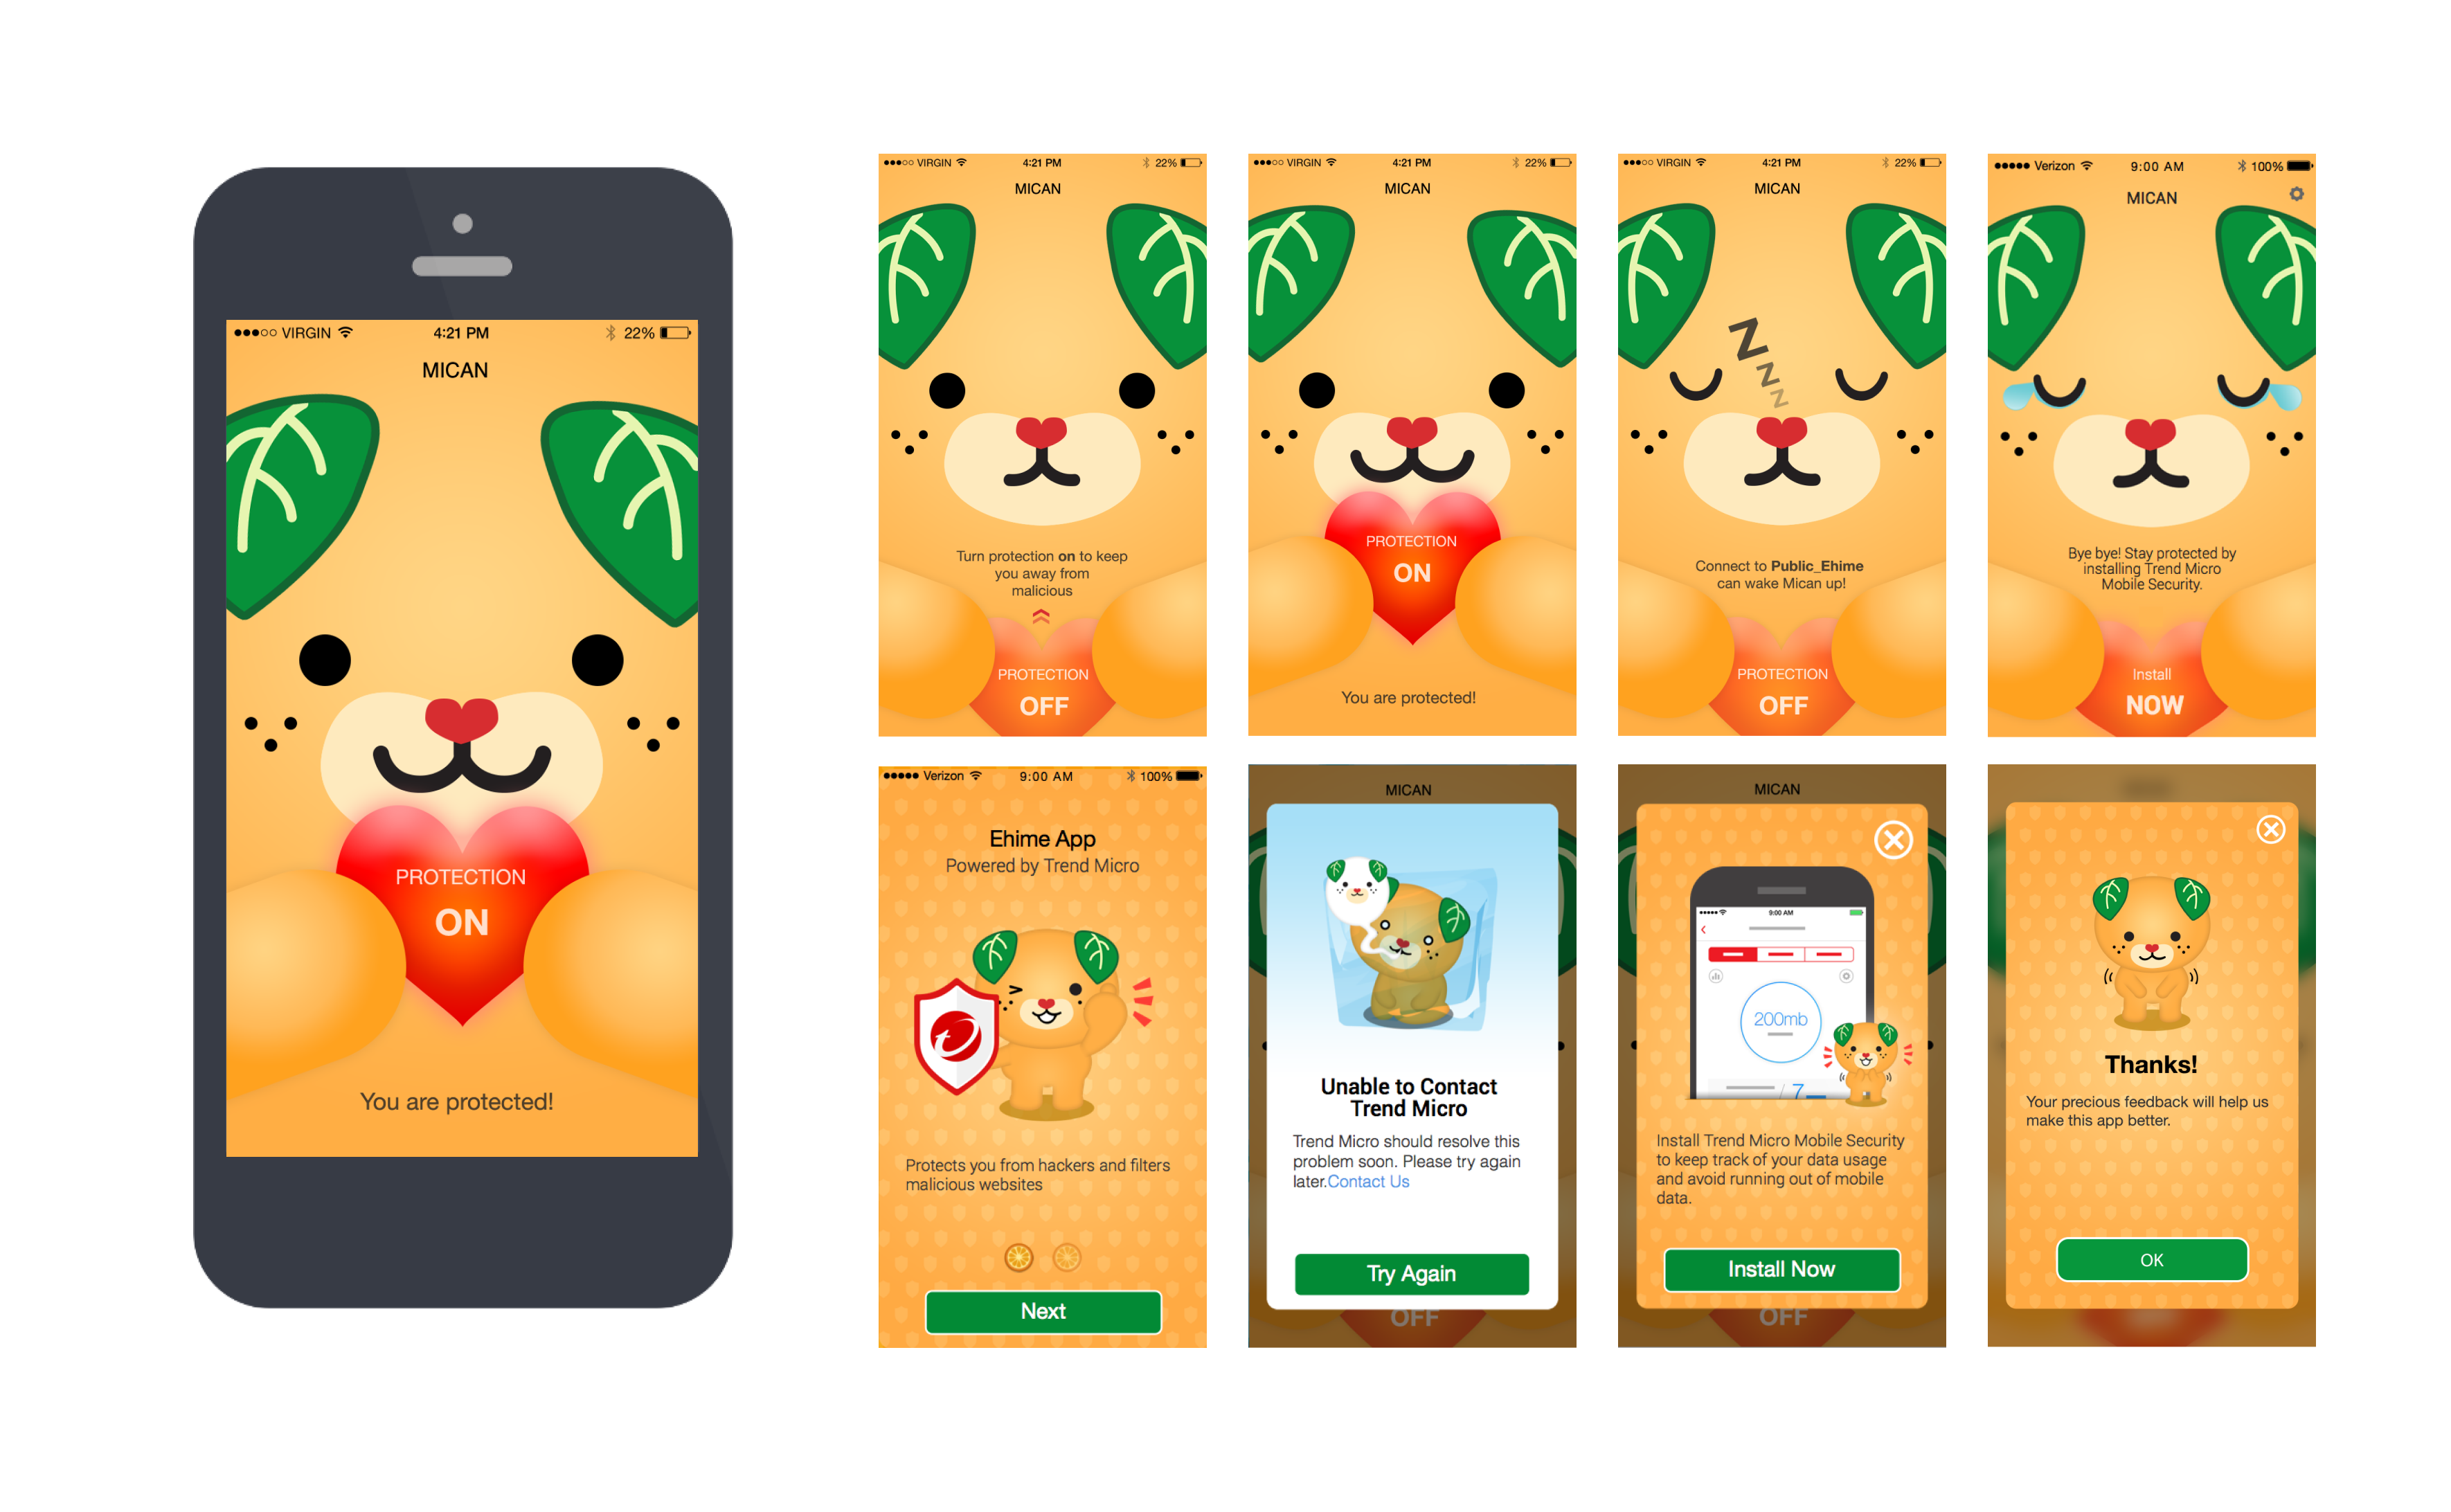 VIRGIN 4:21 PM 22%
MICAN
PROTECTION
ON
You are protected!
VIRGIN 4:21 PM 22%
MICAN
Turn protection on to keep
you away from
malicious
PROTECTION
OFF
VIRGIN 4:21 PM 22%
MICAN
PROTECTION
ON
You are protected!
VIRGIN 4:21 PM 22%
MICAN
Z
Z
Z
Connect to Public_Ehime
can wake Mican up!
PROTECTION
OFF
Verizon 9:00 AM 100%
MICAN
Bye bye! Stay protected by
installing Trend Micro
Mobile Security.
Install
NOW
Verizon 9:00 AM 100%
Ehime App
Powered by Trend Micro
Protects you from hackers and filters
malicious websites
Next
MICAN
Unable to Contact
Trend Micro
Trend Micro should resolve this
problem soon. Please try again
later.Contact Us
Try Again
OFF
MICAN
9:00 AM
200mb
7
Install Trend Micro Mobile Security
to keep track of your data usage
and avoid running out of mobile
data.
Install Now
OFF
Thanks!
Your precious feedback will help us
make this app better.
OK